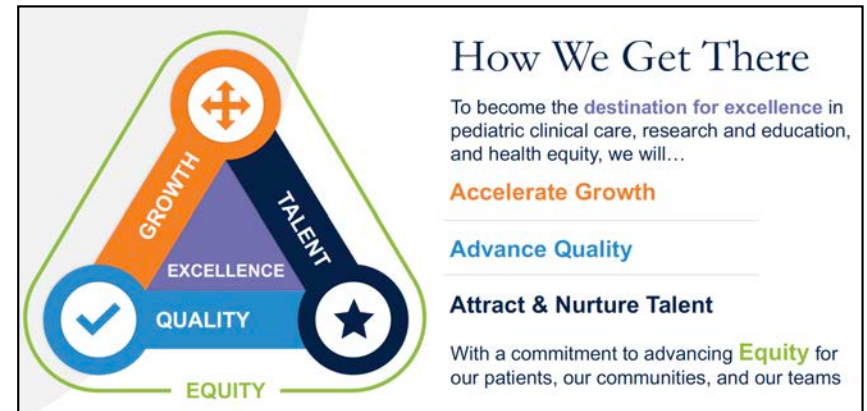 GROWTH
TALENT
EXCELLENCE
QUALITY
EQUITY
How We Get There
To become the destination for excellence in
pediatric clinical care, research and education,
and health equity, we will…
Accelerate Growth
Advance Quality
Attract & Nurture Talent
With a commitment to advancing Equity for
our patients, our communities, and our teams